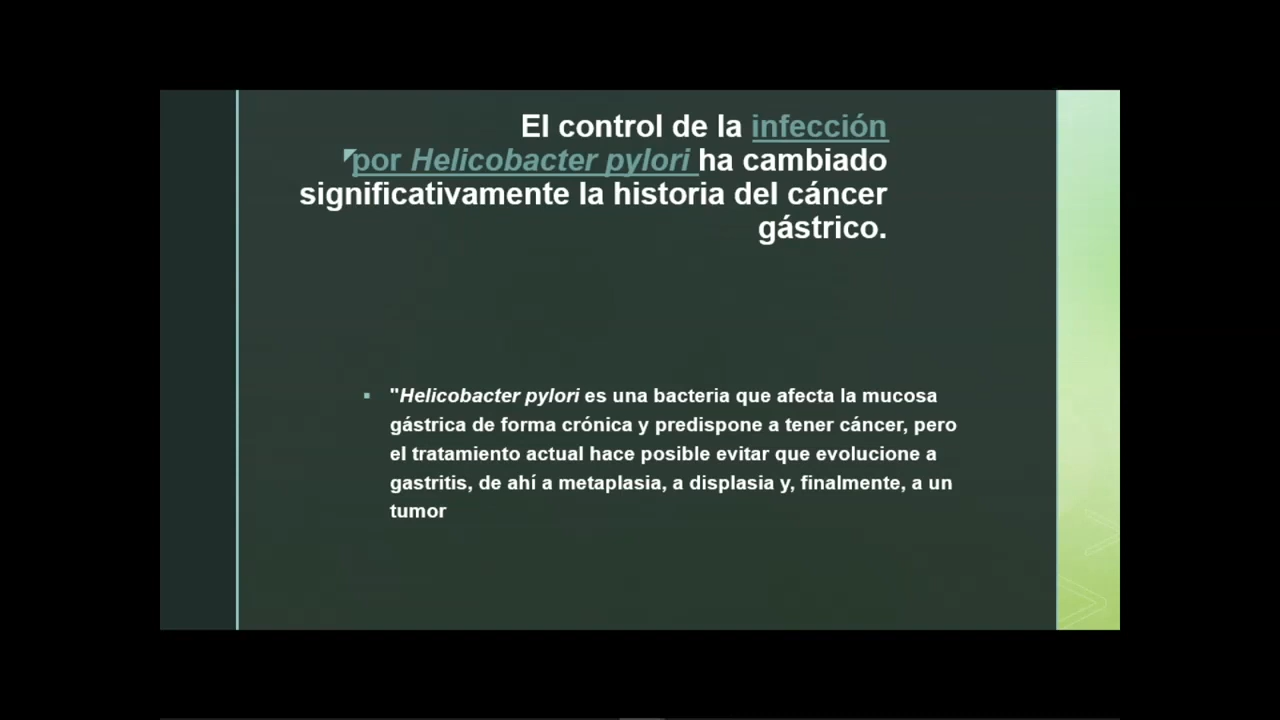 El control de la infección
por Helicobacter pylori ha cambiado
significativamente la historia del cáncer
gástrico.
"Helicobacter pylori es una bacteria que afecta la mucosa
gástrica de forma crónica y predispone a tener cáncer, pero
el tratamiento actual hace posible evitar que evolucione a
gastritis, de ahí a metaplasia, a displasia y, finalmente, a un
tumor